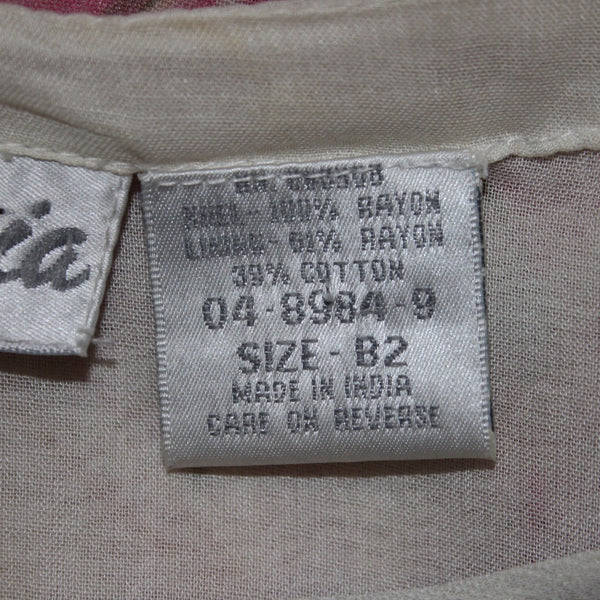 SHELL-100% RAYON
LINING-61% RAYON
39% COTTON
04-8984-9
SIZE-B2
MADE IN INDIA
CARE ON REVERSE